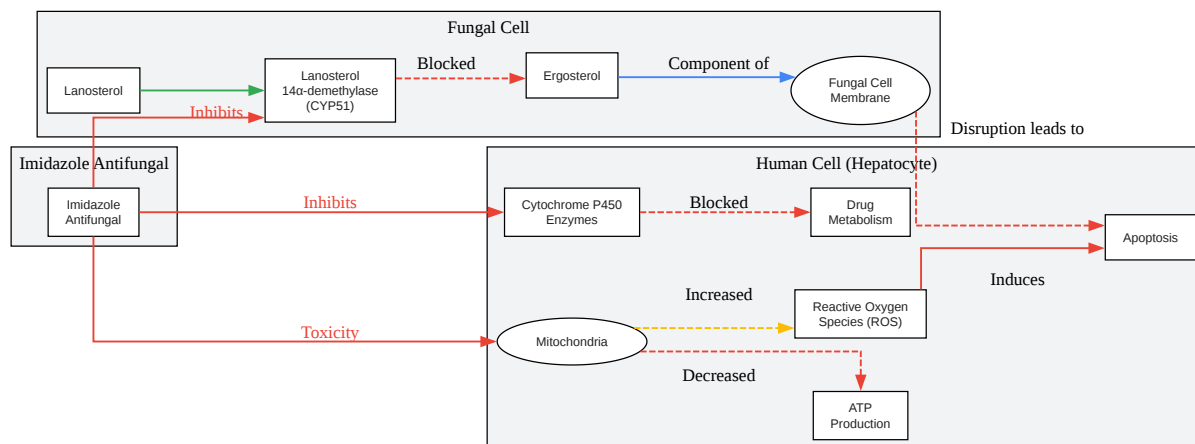 Fungal Cell
Lanosterol
Lanosterol
14α-demethylase
(CYP51)
Blocked
Ergosterol
Component of
Fungal Cell
Membrane
Inhibits
Disruption leads to
Imidazole Antifungal
Imidazole
Antifungal
Human Cell (Hepatocyte)
Inhibits
Cytochrome P450
Enzymes
Blocked
Drug
Metabolism
Apoptosis
Induces
Increased
Reactive Oxygen
Species (ROS)
Toxicity
Mitochondria
Decreased
ATP
Production